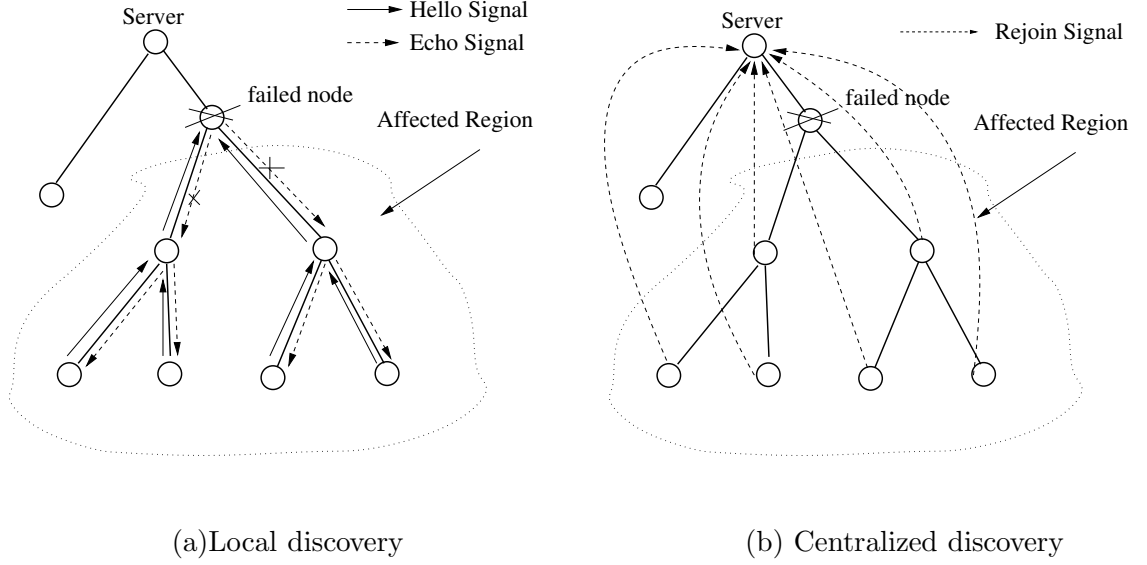 Server
Hello Signal
Echo Signal
failed node
Affected Region
(a)Local discovery
Server
Rejoin Signal
failed node
Affected Region
(b) Centralized discovery